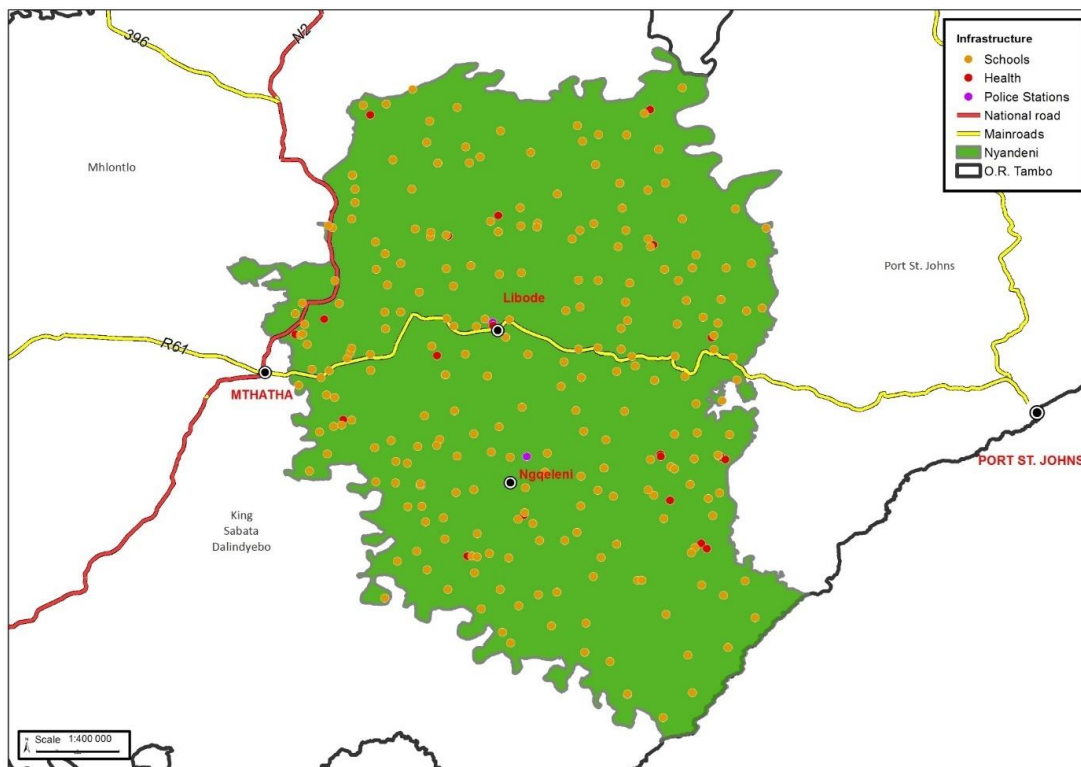 396
N2
Infrastructure
Schools
Health
Police Stations
National road
Mainroads
Nyandeni
O.R. Tambo
Mhlontlo
Port St. Johns
Libode
R61
MTHATHA
PORT ST. JOHNS
Ngqeleni
King
Sabata
Dalindyebo
N
Scale 1:400 000